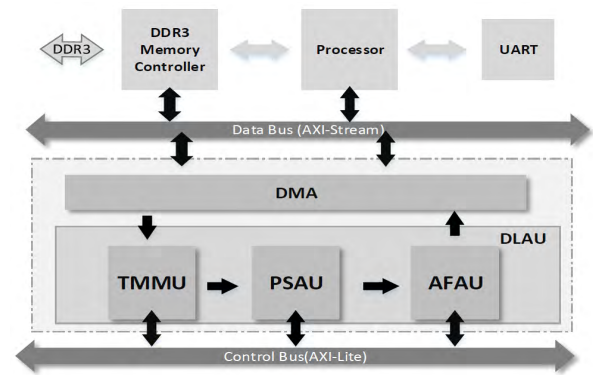 DDR3
DDR3
Memory
Controller
Processor
UART
Data Bus (AXI-Stream)
DMA
DLAU
TMMU
PSAU
AFAU
Control Bus(AXI-Lite)